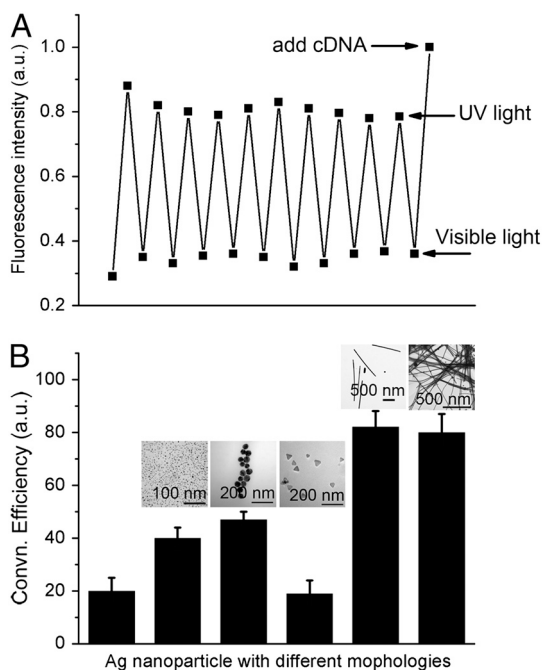 A
Fluorescence intensity (a.u.)
1.0
0.8
0.6
0.4
0.2
add cDNA
UV light
Visible light
B
Convn. Efficiency (a.u.)
100
80
60
40
20
0
100 nm
200 nm
200 nm
500 nm
500 nm
Ag nanoparticle with different mophologies